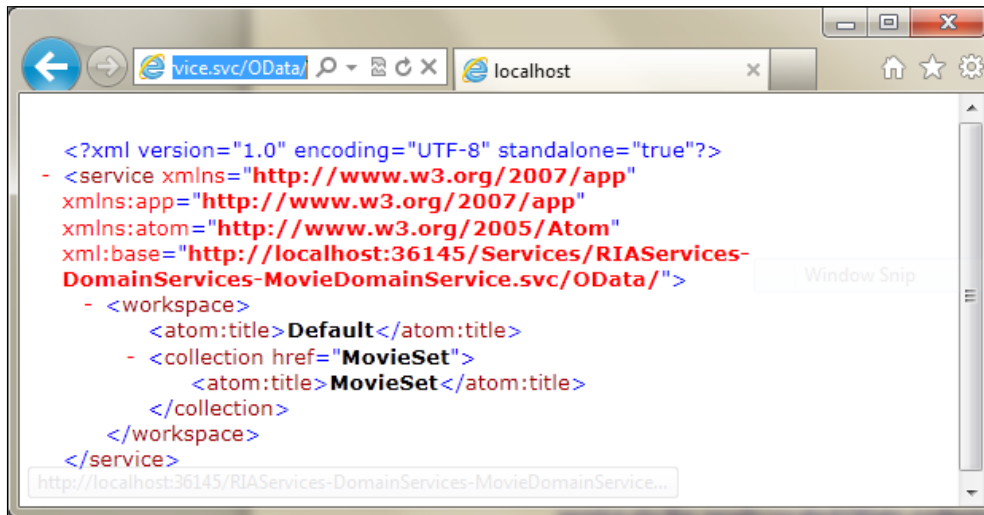 vice.svc/OData/
localhost
<?xml version="1.0" encoding="UTF-8" standalone="true"?>
- <service xmlns="http://www.w3.org/2007/app"
xmlns:app="http://www.w3.org/2007/app"
xmlns:atom="http://www.w3.org/2005/Atom"
xml:base="http://localhost:36145/Services/RIAServices-
DomainServices-MovieDomainService.svc/OData/">
Window Snip
- <workspace>
<atom:title>Default</atom:title>
- <collection href="MovieSet">
<atom:title>MovieSet</atom:title>
</collection>
</workspace>
</service>
http://localhost:36145/RIAServices-DomainServices-MovieDomainService...